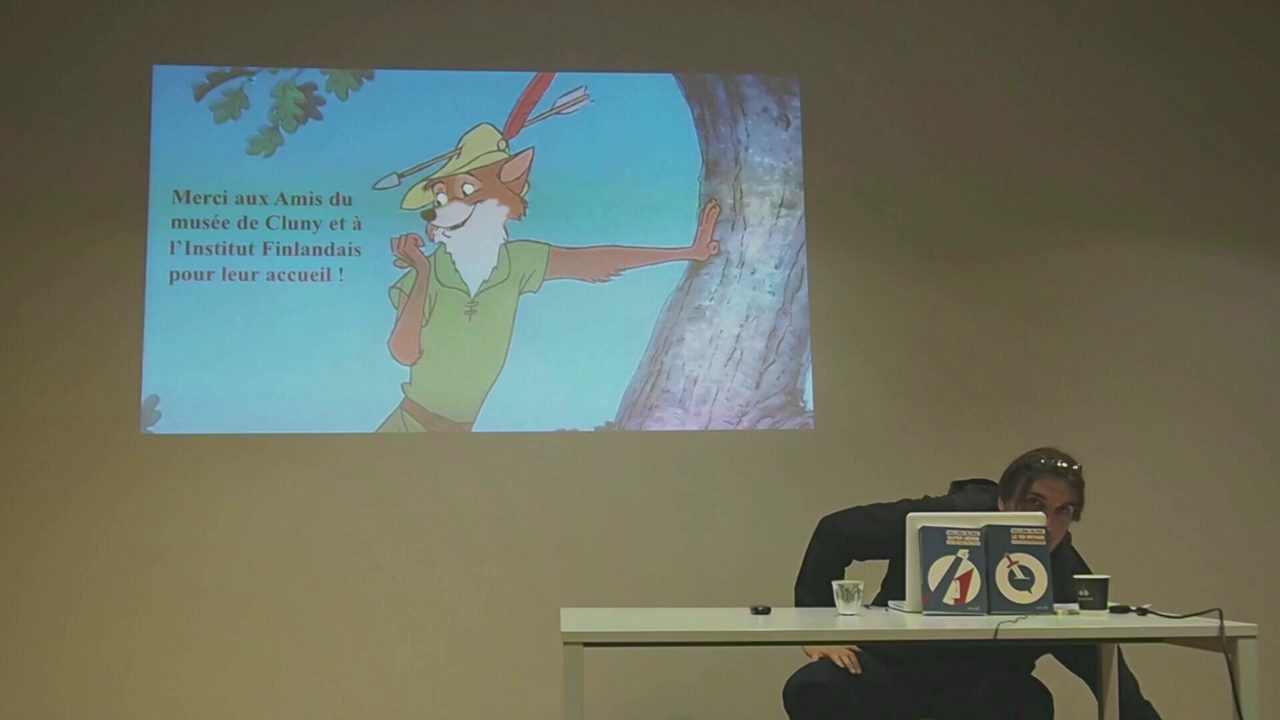 Merci aux Amis du
musée de Cluny et à
l’Institut Finlandais
pour leur accueil !